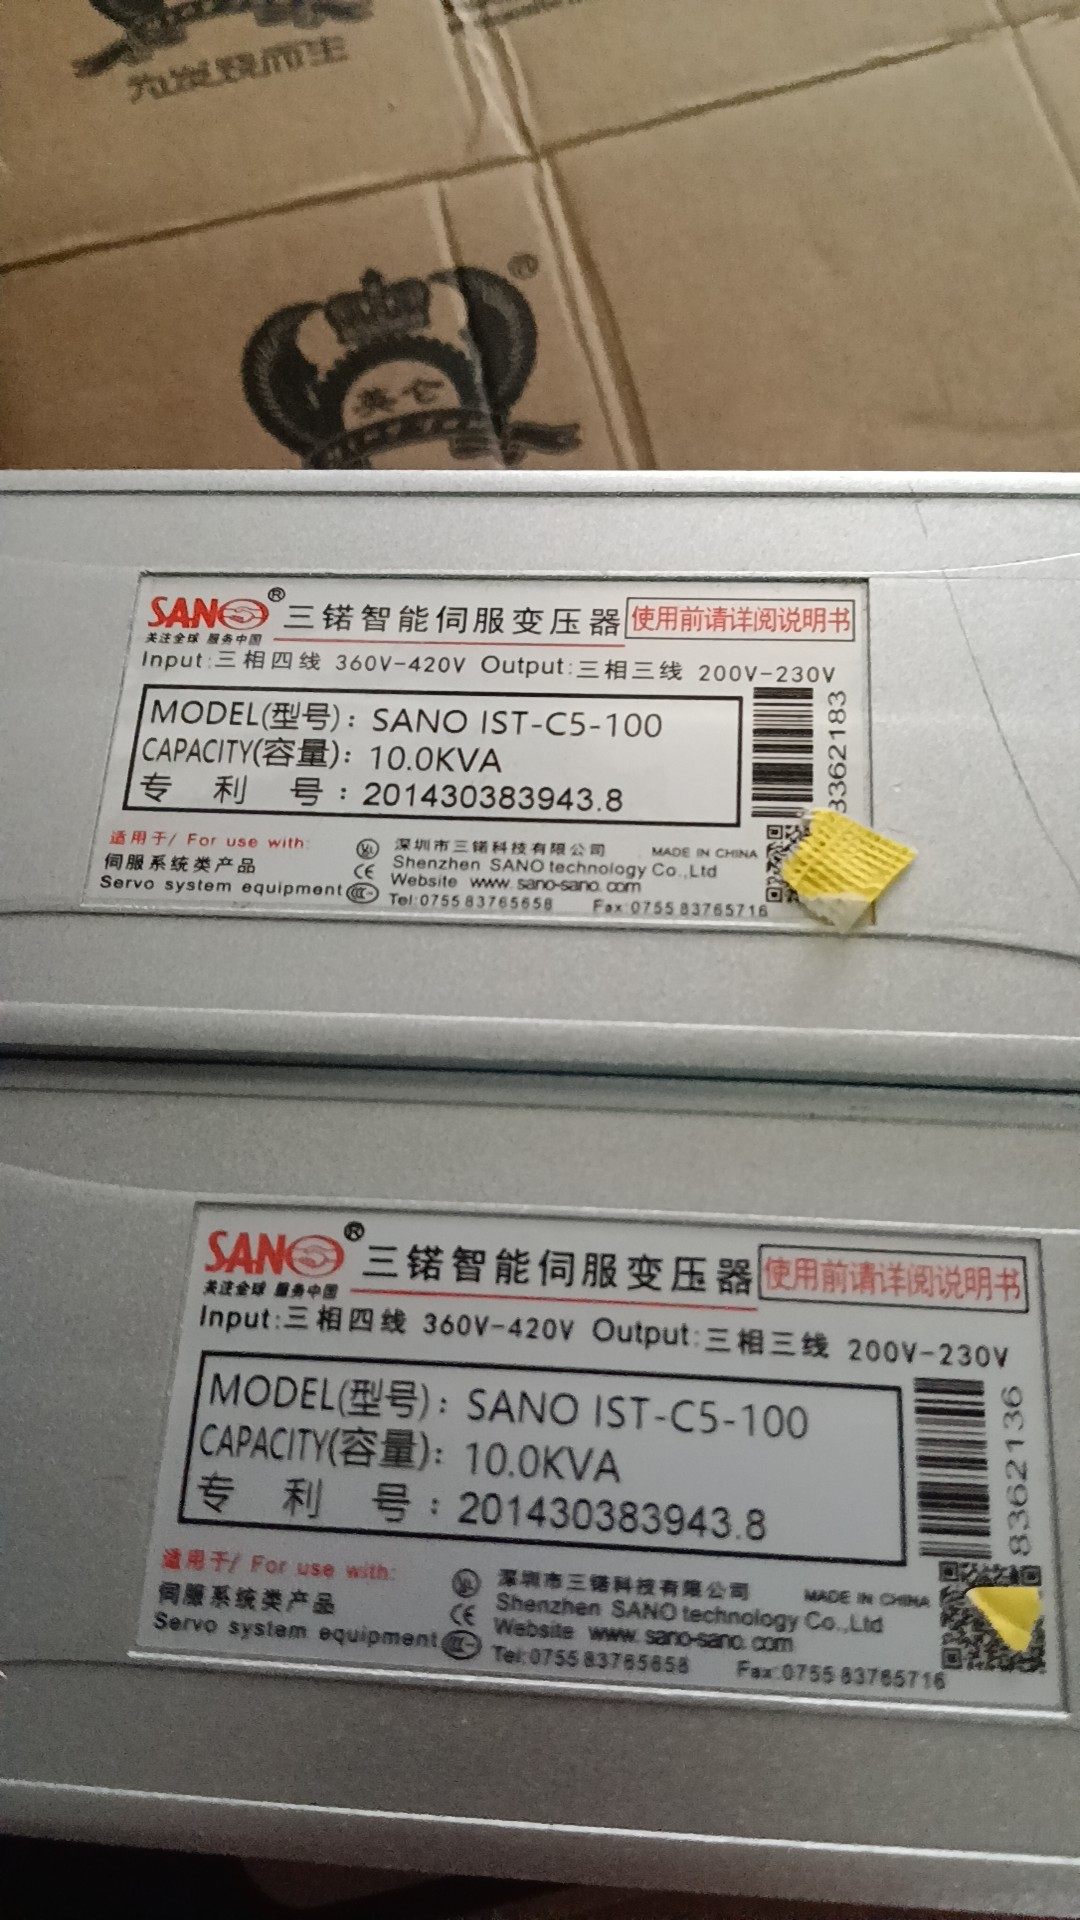 为发烧而生
®
英仑
SANO® 三锘智能伺服变压器 使用前请详阅说明书
关注全球 服务中国
Input:三相四线 360V-420V Output:三相三线 200V-230V
MODEL(型号): SANO IST-C5-100
CAPACITY(容量): 10.0KVA
专 利 号:201430383943.8
8362183
适用于/ For use with:
伺服系统类产品
Servo system equipment
CE
深圳市三锘科技有限公司 MADE IN CHINA
Shenzhen SANO technology Co.,Ltd
Website www.sano-sano.com
Tel:0755 83765658 Fax:0755 83765716
SANO® 三锘智能伺服变压器 使用前请详阅说明书
关注全球 服务中国
Input:三相四线 360V-420V Output:三相三线 200V-230V
MODEL(型号): SANO IST-C5-100
CAPACITY(容量): 10.0KVA
专 利 号:201430383943.8
8362136
适用于/ For use with:
伺服系统类产品
Servo system equipment
CE
深圳市三锘科技有限公司 MADE IN CHINA
Shenzhen SANO technology Co.,Ltd
Website www.sano-sano.com
Tel:0755 83765658 Fax:0755 83765716